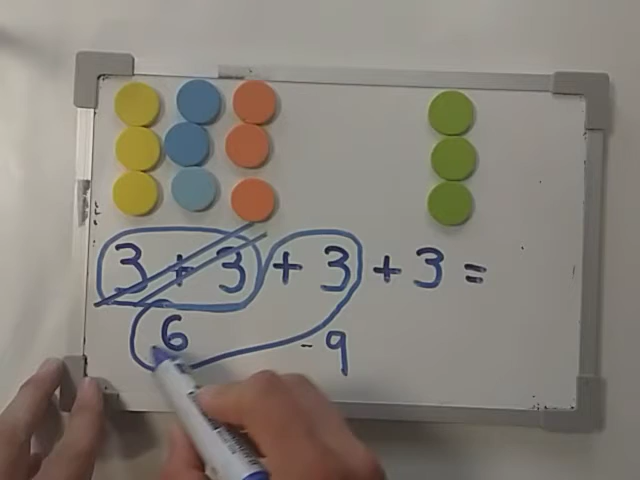 3 + 3 + 3 + 3 =
6 - 9